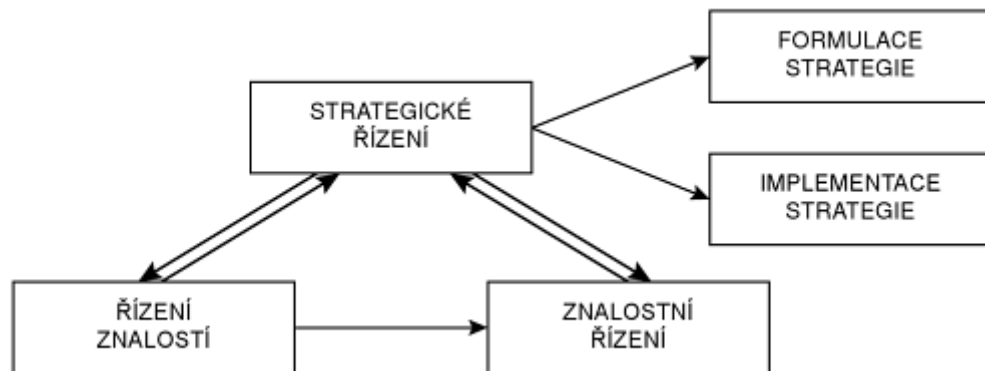 FORMULACE
STRATEGIE
STRATEGICKÉ
ŘÍZENÍ
IMPLEMENTACE
STRATEGIE
ŘÍZENÍ
ZNALOSTÍ
ZNALOSTNÍ
ŘÍZENÍ